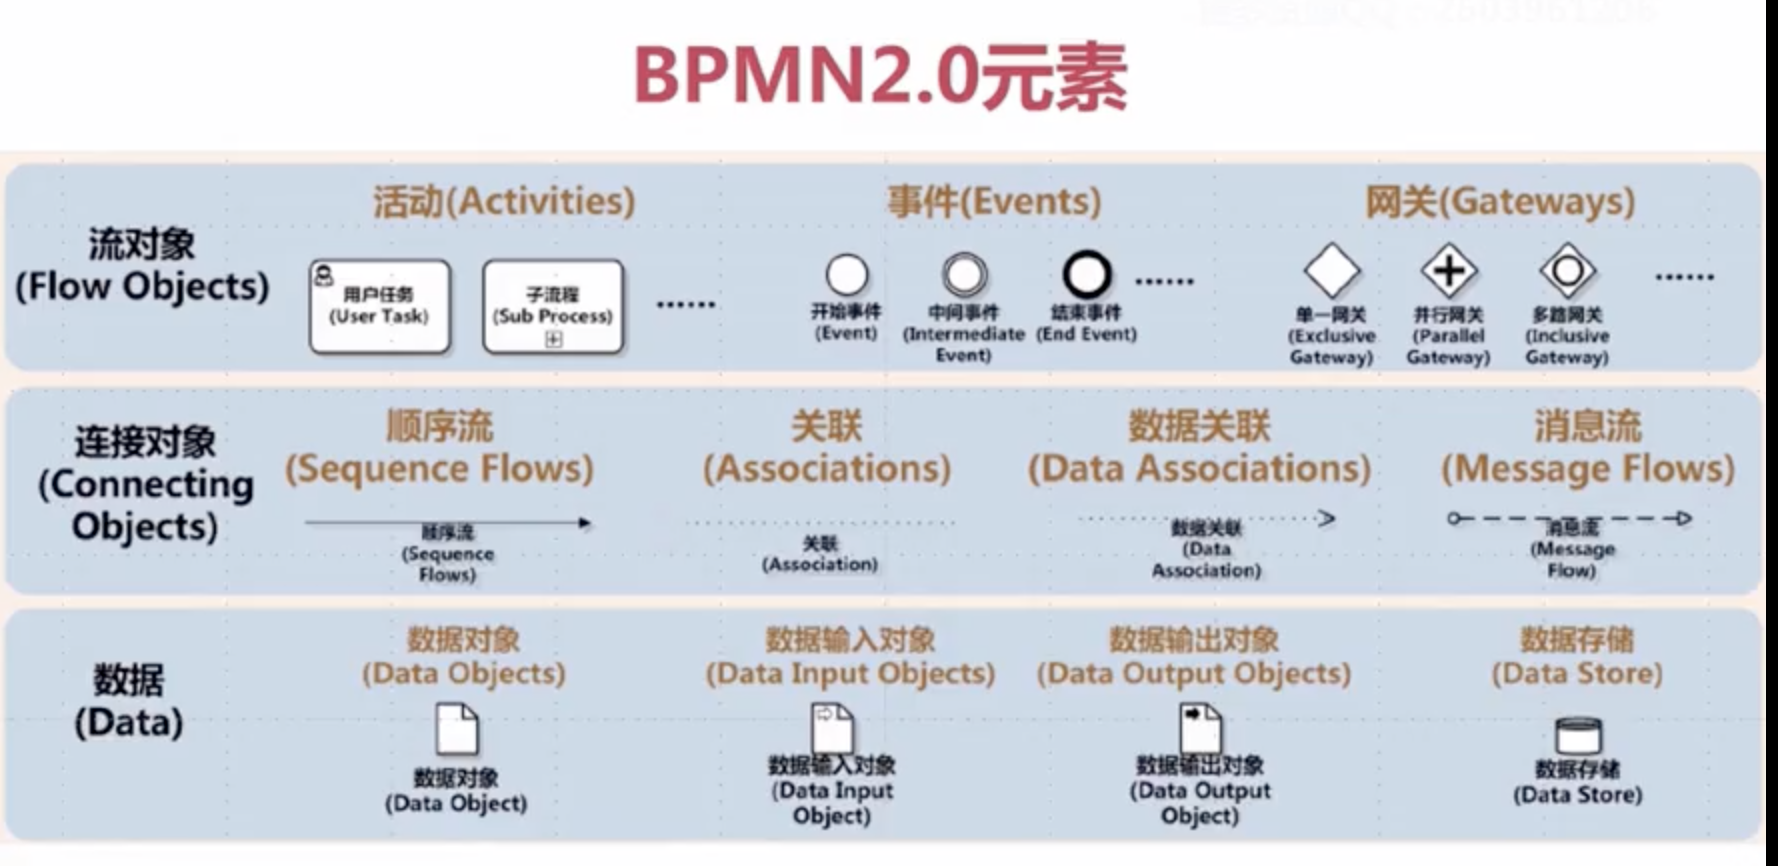 BPMN2.0元素
流对象
(Flow Objects)
活动(Activities)
用户任务
(User Task)
子流程
(Sub Process)
......
事件(Events)
开始事件
(Event)
中间事件
(Intermediate
Event)
结束事件
(End Event)
......
网关(Gateways)
单一网关
(Exclusive
Gateway)
并行网关
(Parallel
Gateway)
多路网关
(Inclusive
Gateway)
......
连接对象
(Connecting
Objects)
顺序流
(Sequence Flows)
顺序流
(Sequence
Flows)
关联
(Associations)
关联
(Association)
数据关联
(Data Associations)
数据关联
(Data
Association)
消息流
(Message Flows)
消息流
(Message
Flow)
数据
(Data)
数据对象
(Data Objects)
数据对象
(Data Object)
数据输入对象
(Data Input Objects)
数据输入对象
(Data Input
Object)
数据输出对象
(Data Output Objects)
数据输出对象
(Data Output
Object)
数据存储
(Data Store)
数据存储
(Data Store)